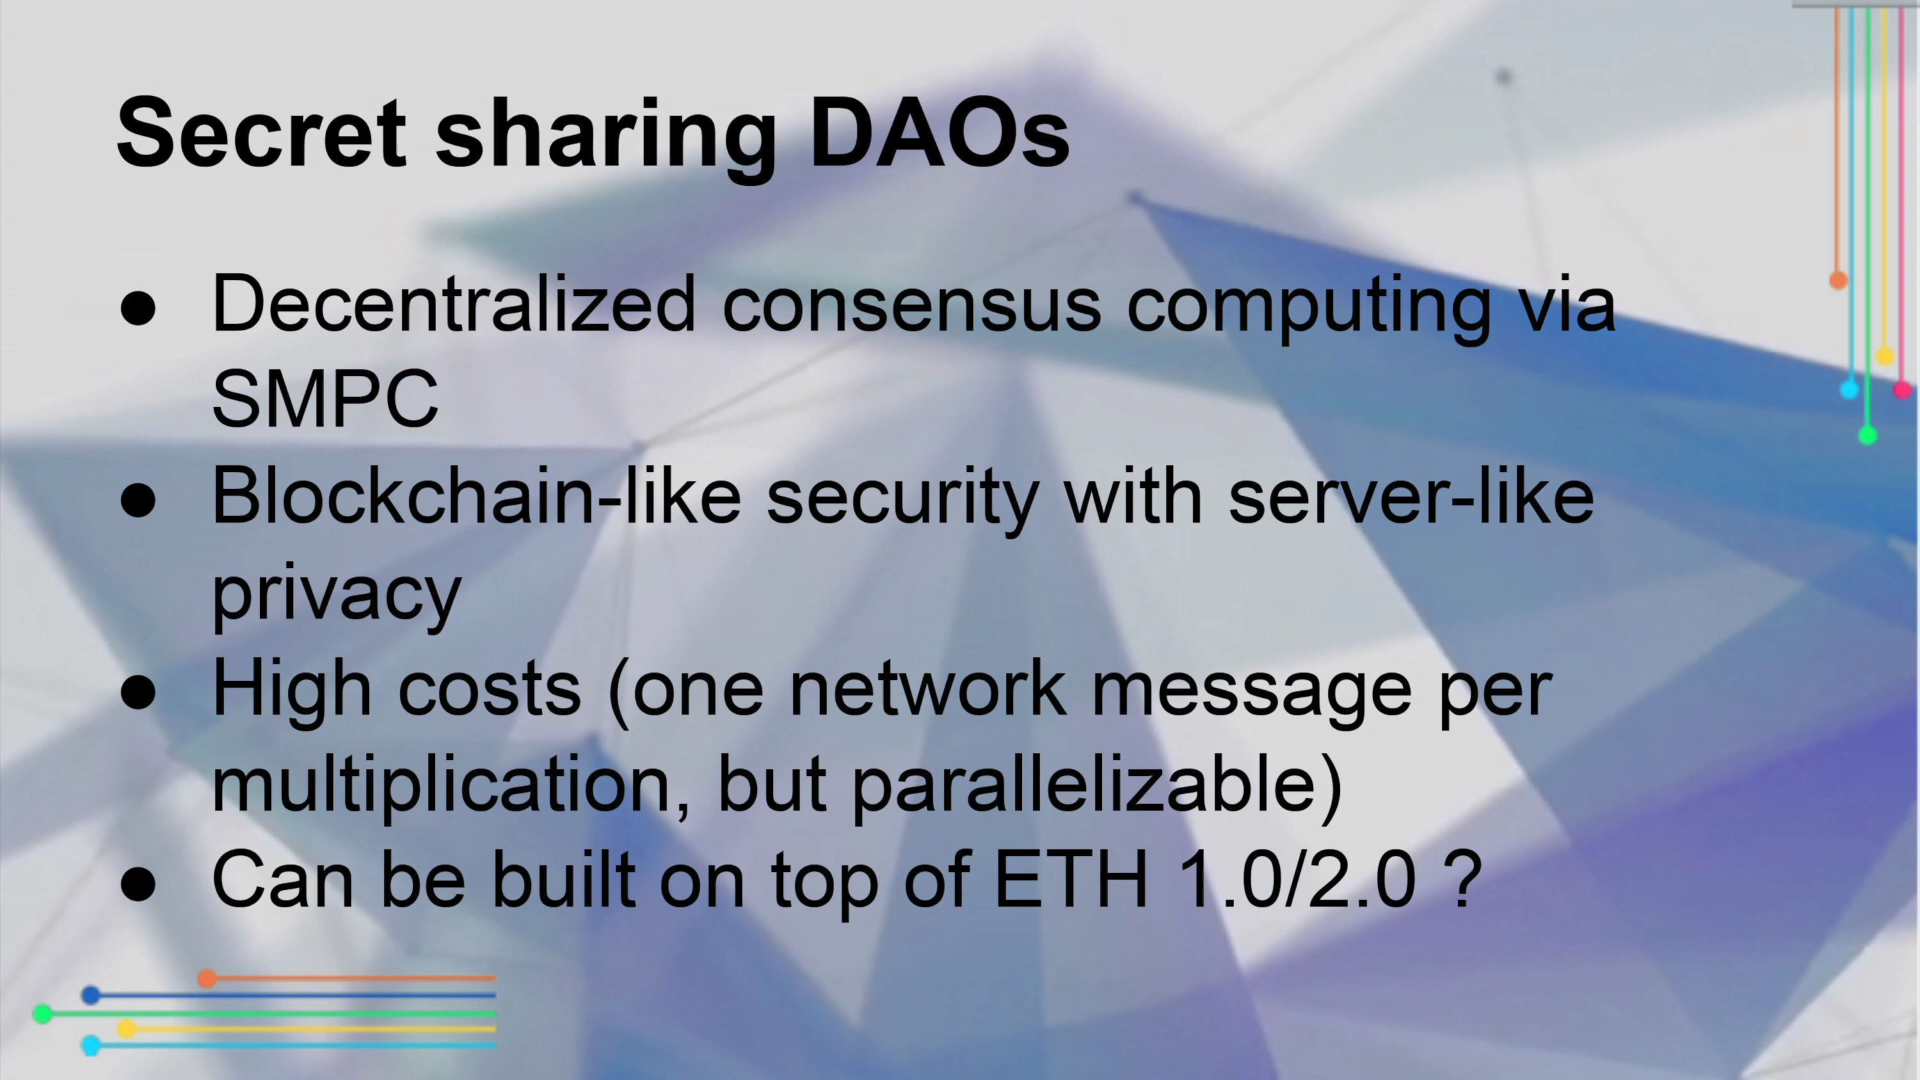 Secret sharing DAOs
● Decentralized consensus computing via
SMPC
● Blockchain-like security with server-like
privacy
● High costs (one network message per
multiplication, but parallelizable)
● Can be built on top of ETH 1.0/2.0 ?